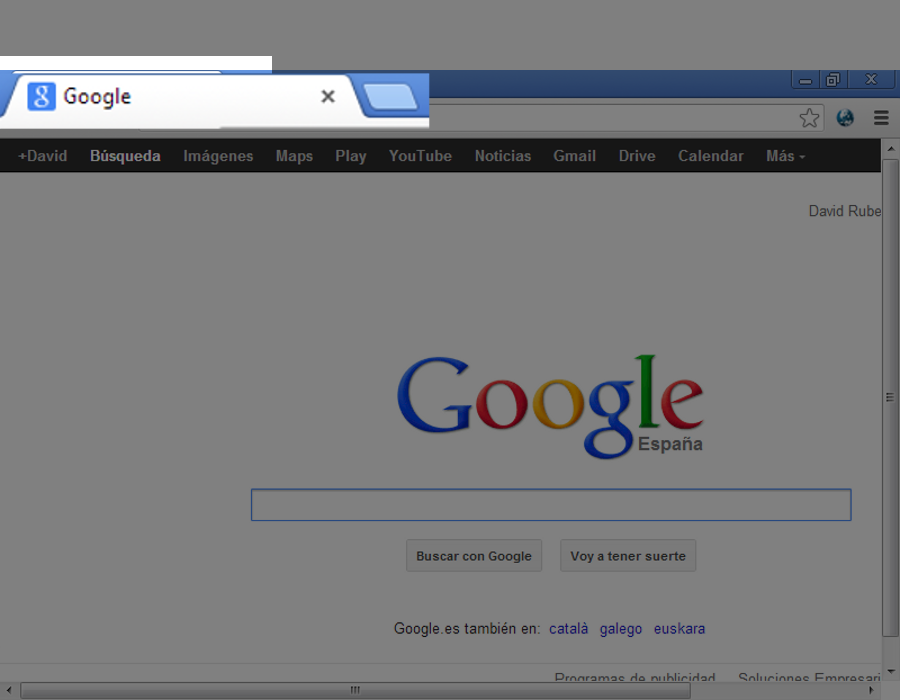 Google
+David Búsqueda Imágenes Maps Play YouTube Noticias Gmail Drive Calendar Más
David Rube
Google
España
Buscar con Google Voy a tener suerte
Google.es también en: català galego euskara
Programas de publicidad Soluciones Empresari